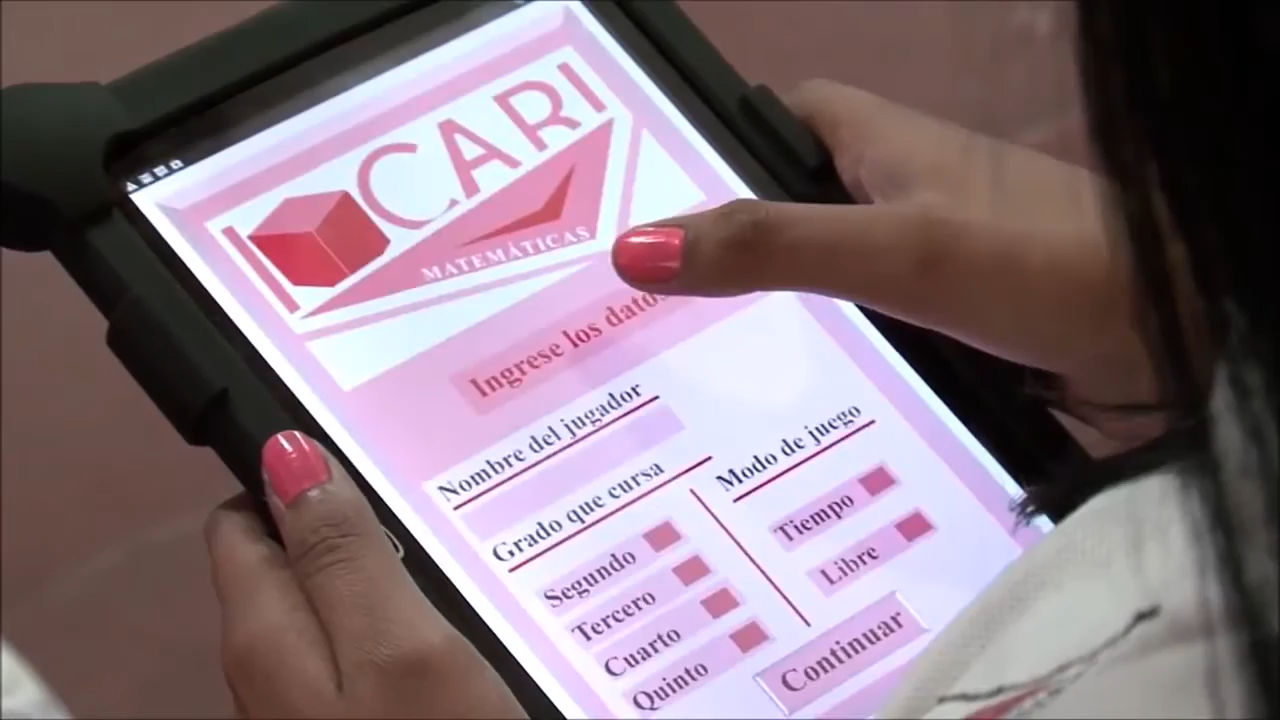 ICARI
MATEMÁTICAS
Ingrese los datos
Nombre del jugador
Grado que cursa
Segundo
Tercero
Cuarto
Quinto
Modo de juego
Tiempo
Libre
Continuar